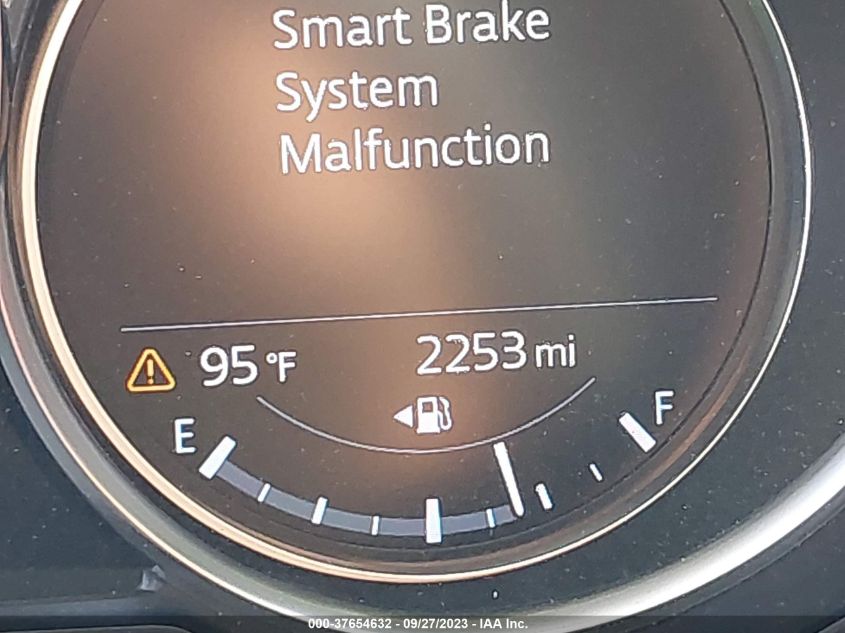 Smart Brake
System
Malfunction
95 °F 2253 mi
E F
000-37654632 - 09/27/2023 - IAA Inc.